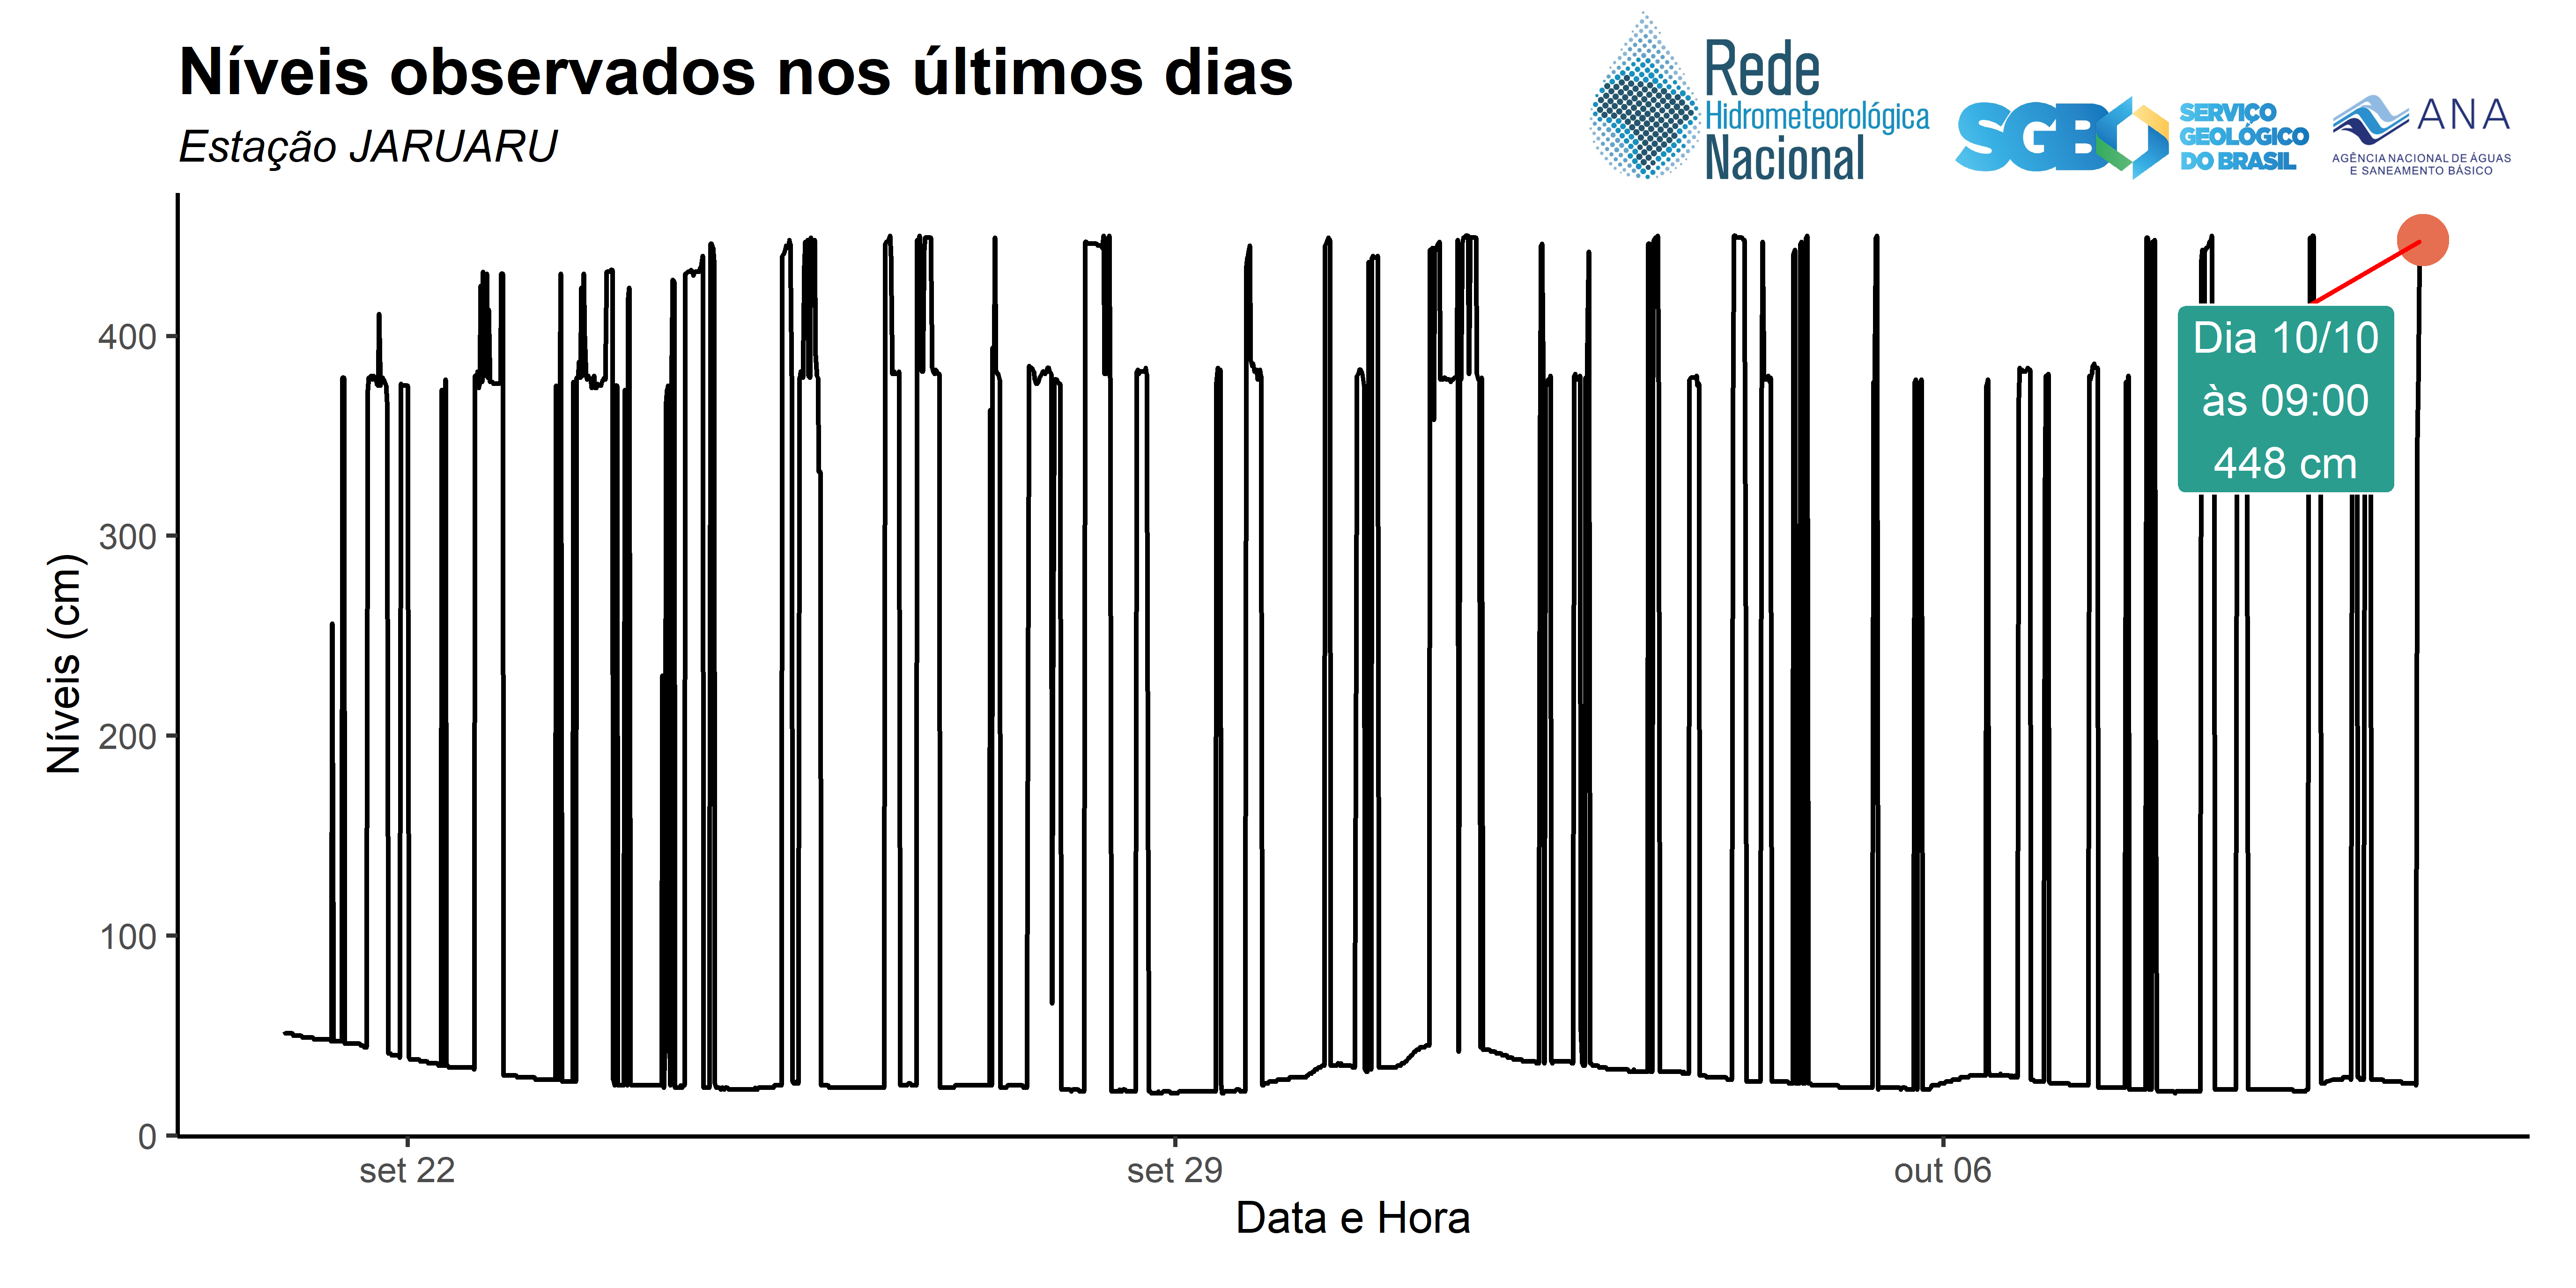 Níveis observados nos últimos dias
Estação JARUARU
Rede
Hidrometeorológica
Nacional
SGB
SERVIÇO
GEOLÓGICO
DO BRASIL
ANA
AGÊNCIA NACIONAL DE ÁGUAS
E SANEAMENTO BÁSICO
Níveis (cm)
400
300
200
100
0
Dia 10/10
às 09:00
448 cm
set 22
set 29
out 06
Data e Hora